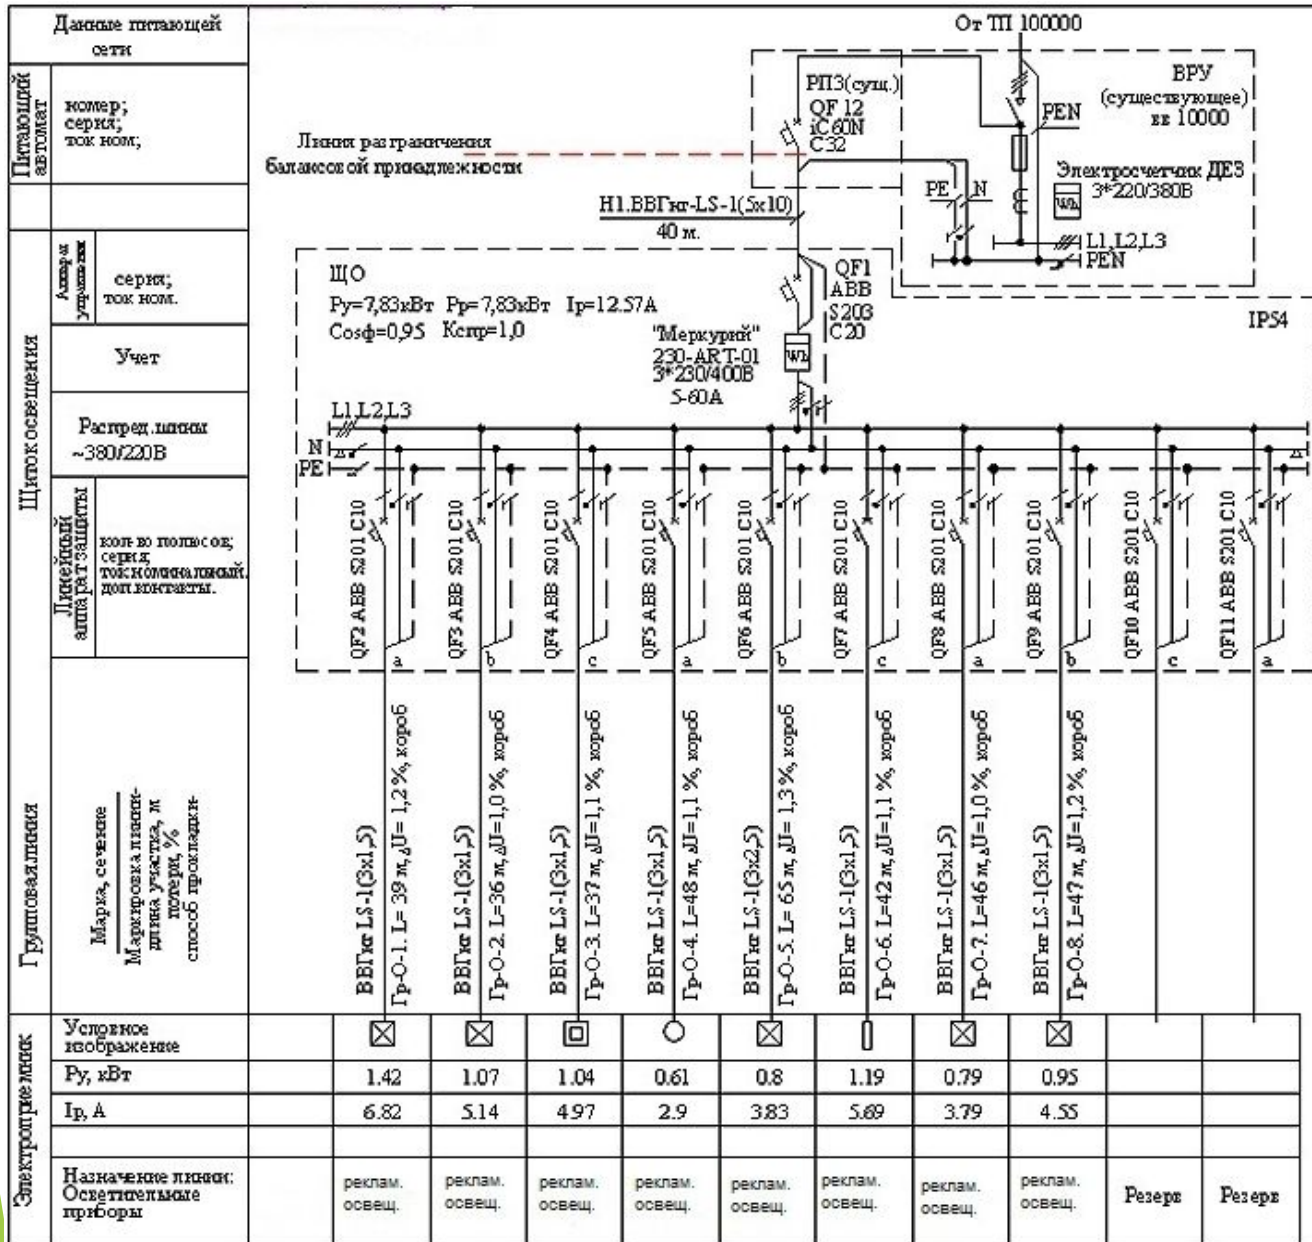 Данные питающей
сети
Питающий
автомат
номер;
серия;
ток ном;
Щиток освещения
Аппарат
управления
серия;
ток ном.
Учет
Распред. шины
~380/220В
Линейный
аппарат защиты
кол-во полюсов;
серия;
ток номинальный.
доп. контакты.
Групповая линия
Марка, сечение
Маркировка линии-
длина участка, м
потери, %
способ прокладки-
От ТП 100000
РПЗ(сущ.)
QF 12
iC60N
C32
ВРУ
(существующее)
вв 10000
PEN
Линия разграничения
балаксовой принадлежности
Электросчетчик ДЕЗ
3*220/380В
Wh
PE
N
L1,L2,L3
PEN
Н1.ВВГнг-LS-1(5х10)
40 м.
ЩО
Ру=7,83кВт Рр=7,83кВт Iр=12.57А
Cosф=0,95 Kспр=1,0
QF1
ABB
S203
C20
IP54
"Меркурий"
230-ART-01
3*230/400В
5-60А
Wh
L1,L2,L3
N
PE
QF2 ABB S201 C10
QF3 ABB S201 C10
QF4 ABB S201 C10
QF5 ABB S201 C10
QF6 ABB S201 C10
QF7 ABB S201 C10
QF8 ABB S201 C10
QF9 ABB S201 C10
QF10 ABB S201 C10
QF11 ABB S201 C10
a
b
c
a
b
c
a
b
c
a
ВВГнг LS-1(3х1,5)
Гр-О-1. L= 39 м, ΔU= 1,2 %, короб
ВВГнг LS-1(3х1,5)
Гр-О-2. L=36 м, ΔU=1,0 %, короб
ВВГнг LS-1(3х1,5)
Гр-О-3. L=37 м, ΔU=1,1 %, короб
ВВГнг LS-1(3х1,5)
Гр-О-4. L=48 м, ΔU=1,1 %, короб
ВВГнг LS-1(3х2,5)
Гр-О-5. L= 65 м, ΔU= 1,3 %, короб
ВВГнг LS-1(3х1,5)
Гр-О-6. L=42 м, ΔU=1,1 %, короб
ВВГнг LS-1(3х1,5)
Гр-О-7. L=46 м, ΔU=1,0 %, короб
ВВГнг LS-1(3х1,5)
Гр-О-8. L=47 м, ΔU=1,2 %, короб
Электроприемник
Условное
изображение
Ру, кВт 1.42 1.07 1.04 0.61 0.8 1.19 0.79 0.95
Iр, А 6.82 5.14 4.97 2.9 3.83 5.69 3.79 4.55
Назначение линии:
Осветительные
приборы
реклам.
освещ.
реклам.
освещ.
реклам.
освещ.
реклам.
освещ.
реклам.
освещ.
реклам.
освещ.
реклам.
освещ.
реклам.
освещ.
Резерв
Резерв